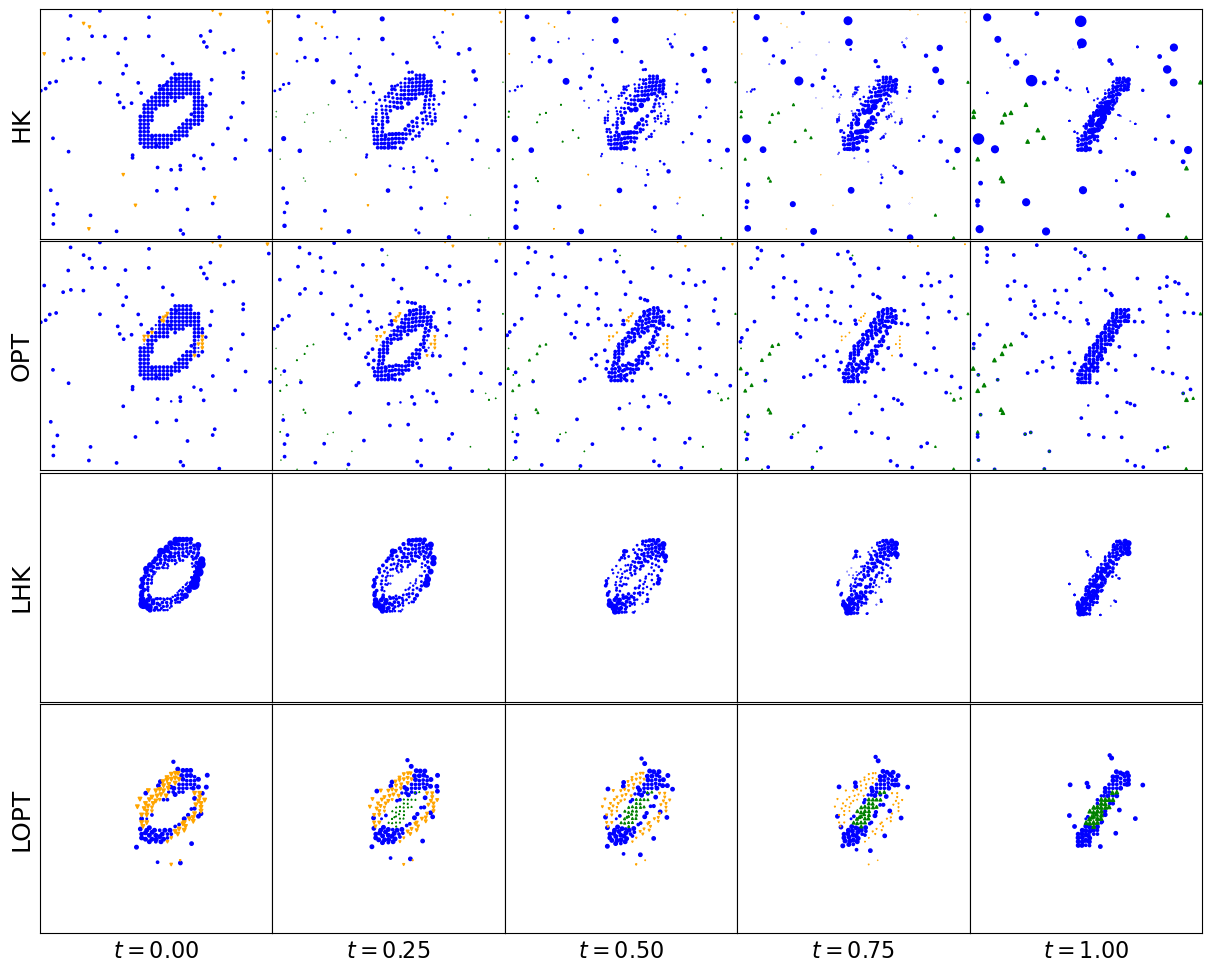 HK
OPT
LHK
LOPT
t = 0.00
t = 0.25
t = 0.50
t = 0.75
t = 1.00